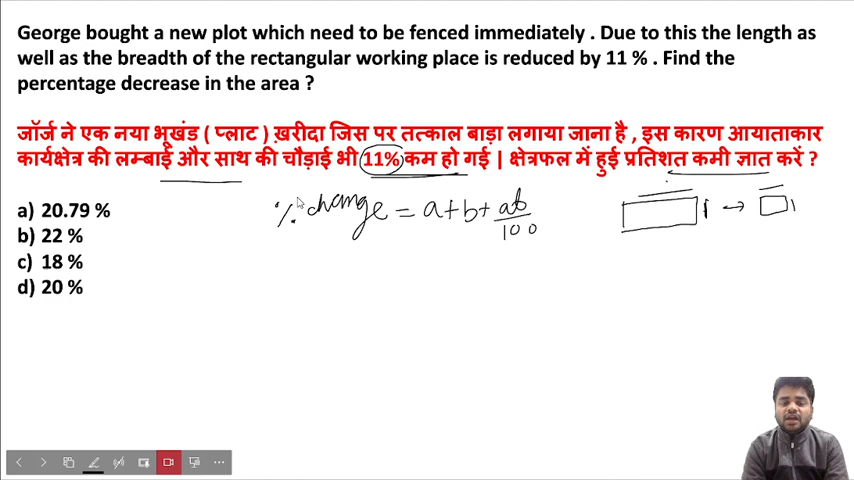 George bought a new plot which need to be fenced immediately . Due to this the length as
well as the breadth of the rectangular working place is reduced by 11 % . Find the
percentage decrease in the area ?
जॉर्ज ने एक नया भूखंड ( प्लाट ) ख़रीदा जिस पर तत्काल बाड़ा लगाया जाना है , इस कारण आयाताकार
कार्यक्षेत्र की लम्बाई और साथ की चौड़ाई भी 11% कम हो गई | क्षेत्रफल में हुई प्रतिशत कमी ज्ञात करें ?
% change = a+b+ ab/100
a) 20.79 %
b) 22 %
c) 18 %
d) 20 %